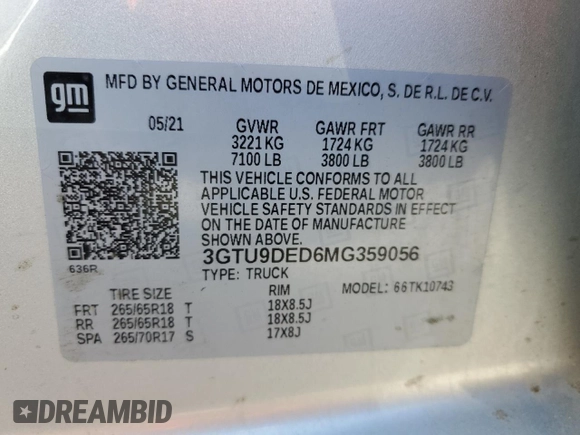 gm MFD BY GENERAL MOTORS DE MEXICO, S. DE R.L. DE C.V.
05/21 GVWR GAWR FRT GAWR RR
3221 KG 1724 KG 1724 KG
7100 LB 3800 LB 3800 LB
THIS VEHICLE CONFORMS TO ALL
APPLICABLE U.S. FEDERAL MOTOR
VEHICLE SAFETY STANDARDS IN EFFECT
ON THE DATE OF MANUFACTURE
SHOWN ABOVE.
636R 3GTU9DED6MG359056
TYPE: TRUCK
TIRE SIZE RIM MODEL: 66TK10743
FRT 265/65R18 T 18X8.5J
RR 265/65R18 T 18X8.5J
SPA 265/70R17 S 17X8J
DREAMBID